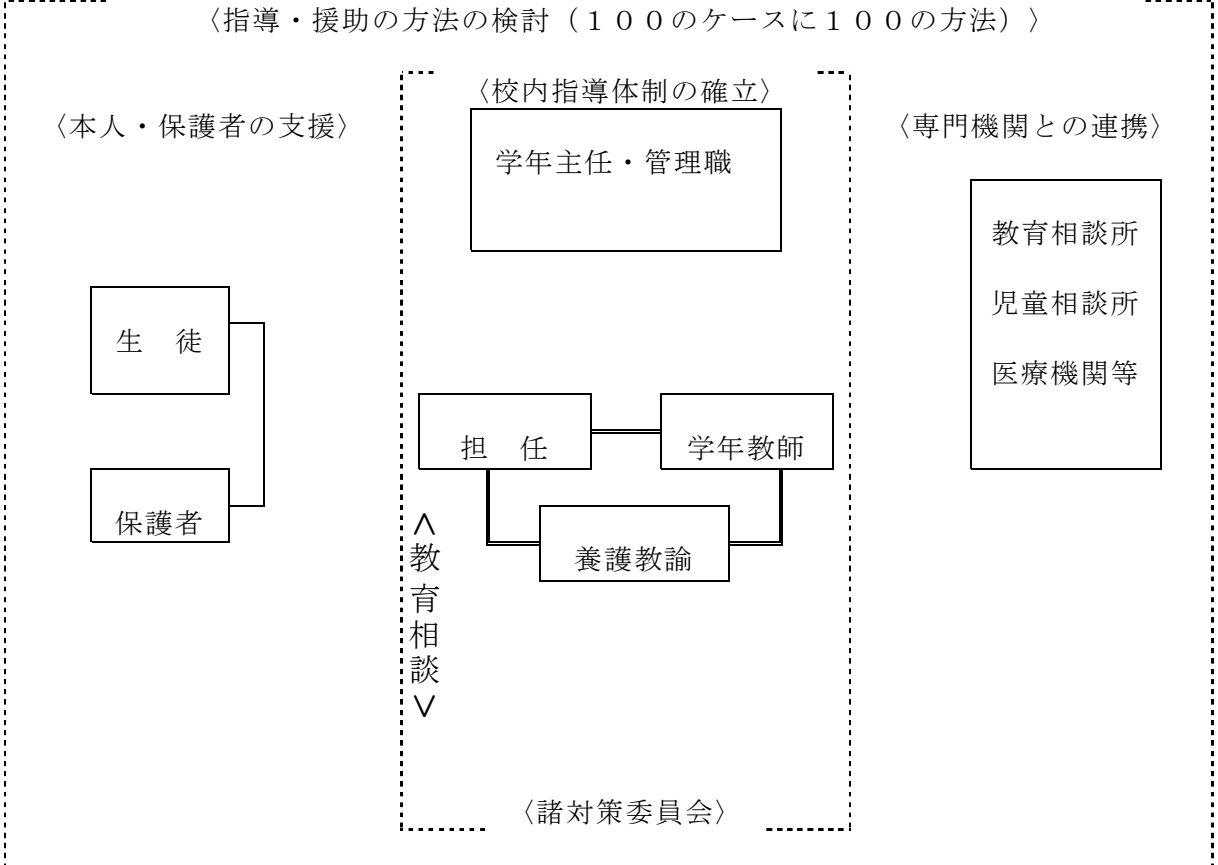 〈指導・援助の方法の検討（１００のケースに１００の方法）〉
〈校内指導体制の確立〉
〈本人・保護者の支援〉
〈専門機関との連携〉
学年主任・管理職
教育相談所
児童相談所
医療機関等
生　徒
担　任
学年教師
保護者
養護教諭
〈教育相談〉
〈諸対策委員会〉